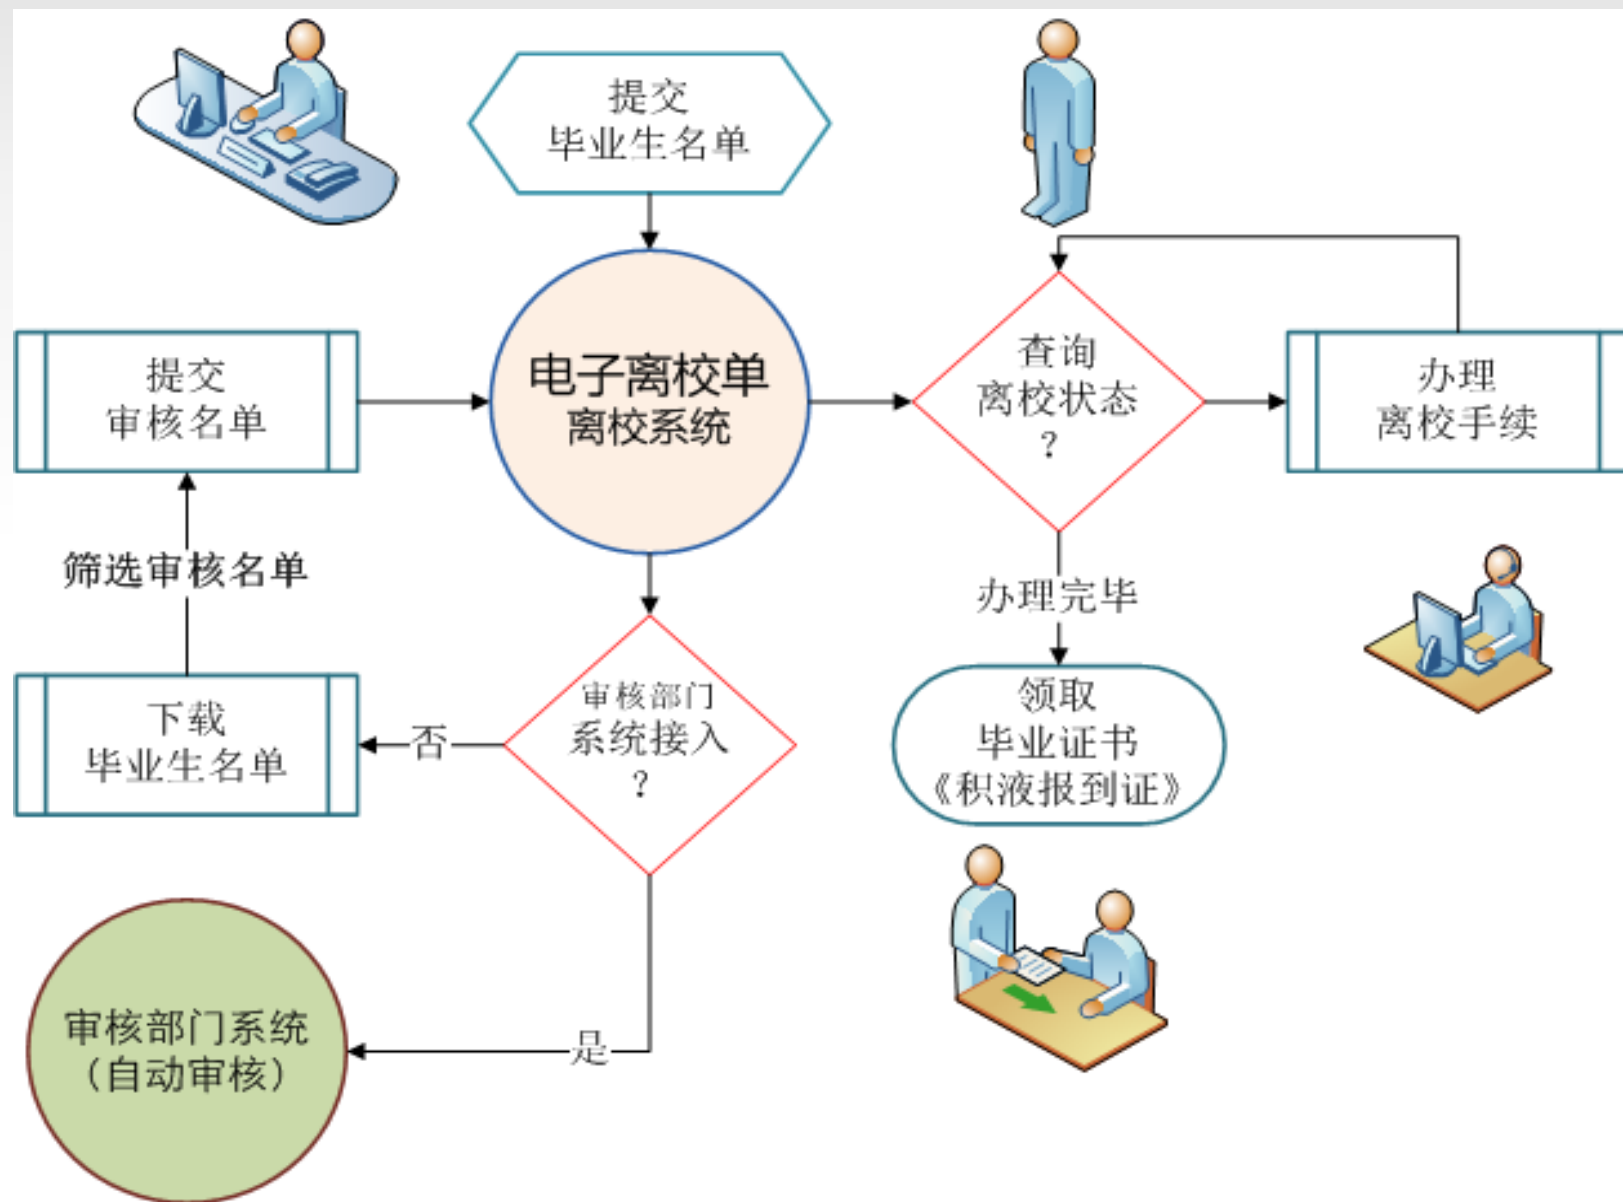 提交
毕业生名单
提交
审核名单
电子离校单
离校系统
查询
离校状态
？
办理
离校手续
筛选审核名单
办理完毕
下载
毕业生名单
否
审核部门
系统接入
？
领取
毕业证书
《积液报到证》
审核部门系统
（自动审核）
是